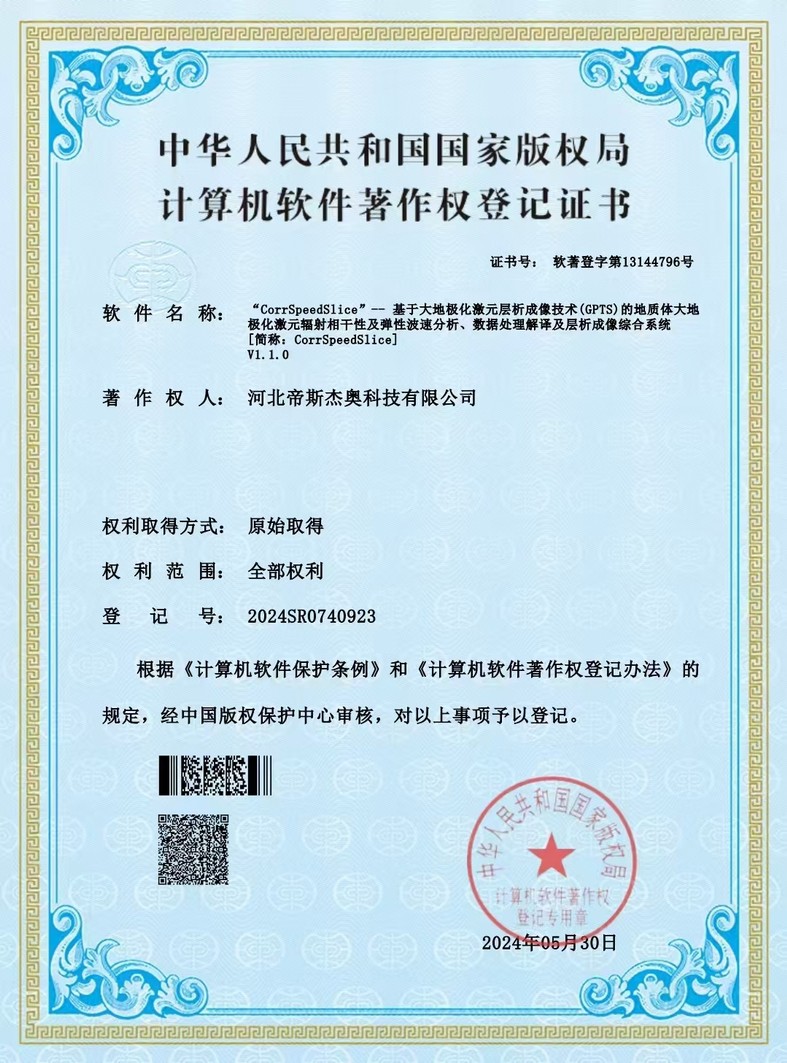 中华人民共和国国家版权局
计算机软件著作权登记证书
证书号： 软著登字第13144796号
软件名称： “CorrSpeedSlice”-- 基于大地极化激元层析成像技术(GPTS)的地质体大地
极化激元辐射相干性及弹性波速分析、数据处理解译及层析成像综合系统
[简称：CorrSpeedSlice]
V1.1.0
著作权人： 河北帝斯杰奥科技有限公司
权利取得方式： 原始取得
权利范围： 全部权利
登记号： 2024SR0740923
根据《计算机软件保护条例》和《计算机软件著作权登记办法》的
规定，经中国版权保护中心审核，对以上事项予以登记。
中华人民共和国国家版权局
计算机软件著作权
登记专用章
2024年05月30日